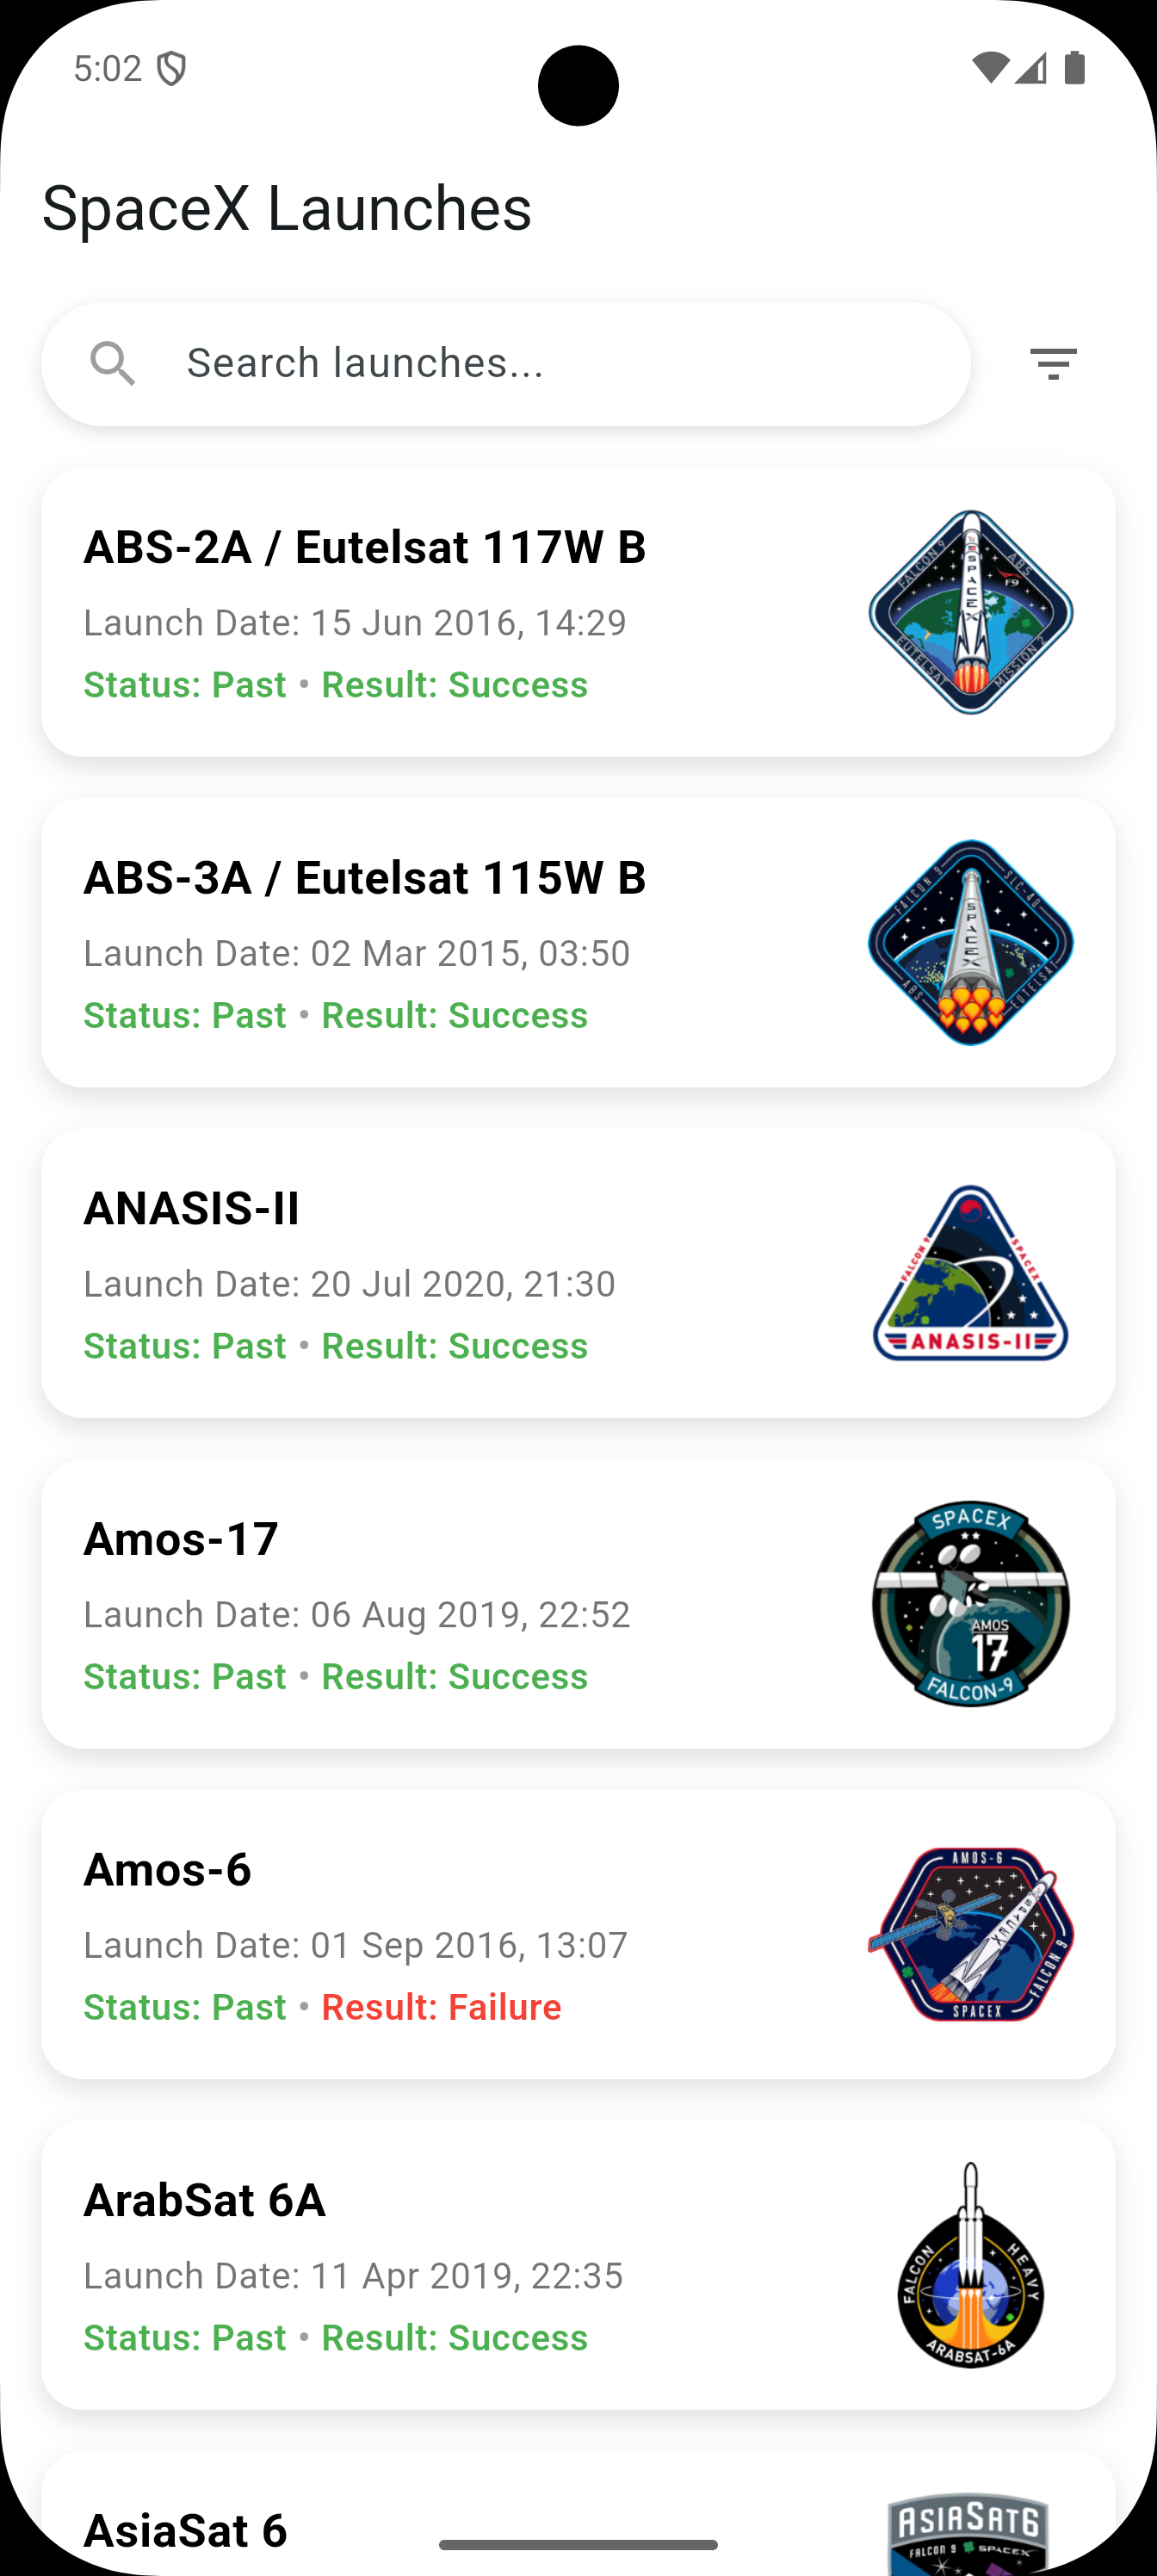 5:02
SpaceX Launches
Search launches...
ABS-2A / Eutelsat 117W B
Launch Date: 15 Jun 2016, 14:29
Status: Past • Result: Success
FALCON 9
ABS
SPACEX
F9
EUTELSAT
MISSION 2
ABS-3A / Eutelsat 115W B
Launch Date: 02 Mar 2015, 03:50
Status: Past • Result: Success
FALCON 9
SLC-40
SPACEX
ABS
EUTELSAT
ANASIS-II
Launch Date: 20 Jul 2020, 21:30
Status: Past • Result: Success
FALCON 9
SPACEX
ANASIS-II
Amos-17
Launch Date: 06 Aug 2019, 22:52
Status: Past • Result: Success
SPACEX
AMOS
17
FALCON-9
Amos-6
Launch Date: 01 Sep 2016, 13:07
Status: Past • Result: Failure
AMOS-6
SPACEX
FALCON 9
SPACEX
ArabSat 6A
Launch Date: 11 Apr 2019, 22:35
Status: Past • Result: Success
FALCON
HEAVY
ARABSAT-6A
AsiaSat 6
ASIASAT6
FALCON 9 SPACEX